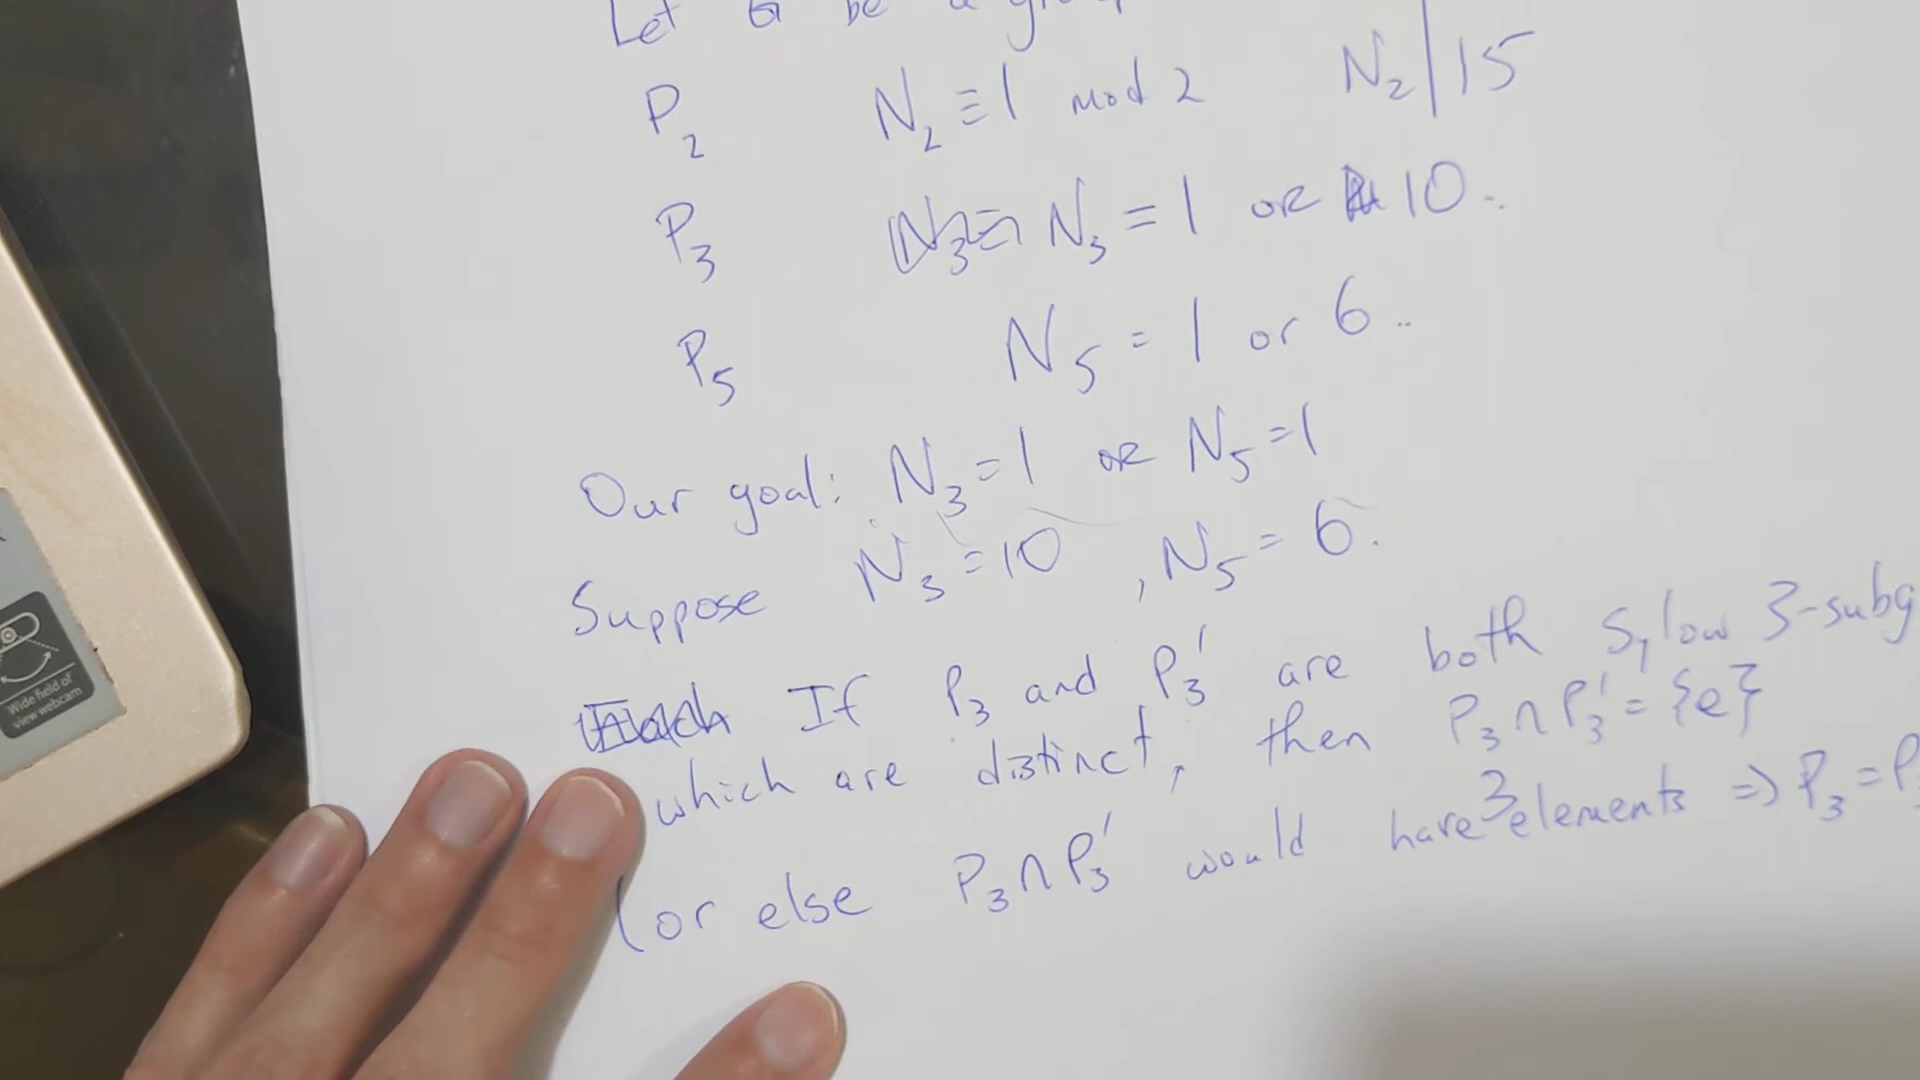 Let G be a
P₂ N₂ ≡ 1 mod 2 N₂ | 15
P₃ N₃ ≡ N₃ = 1 or 10.
P₅ N₅ = 1 or 6.
Our goal: N₃ = 1 or N₅ = 1
Suppose N₃ = 10, N₅ = 6.
If P₃ and P₃' are both Sylow 3-subg
which are distinct, then P₃ ∩ P₃' = {e}
(or else P₃ ∩ P₃' would have 3 elements ⇒ P₃ = P₃
Wide field of
view webcam